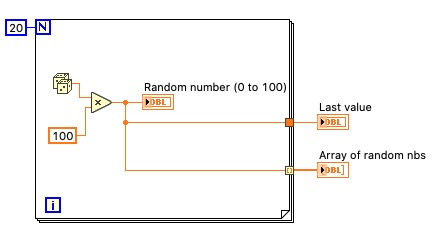 20 N
Random number (0 to 100)
DBL
100
Last value
DBL
Array of random nbs
DBL
i